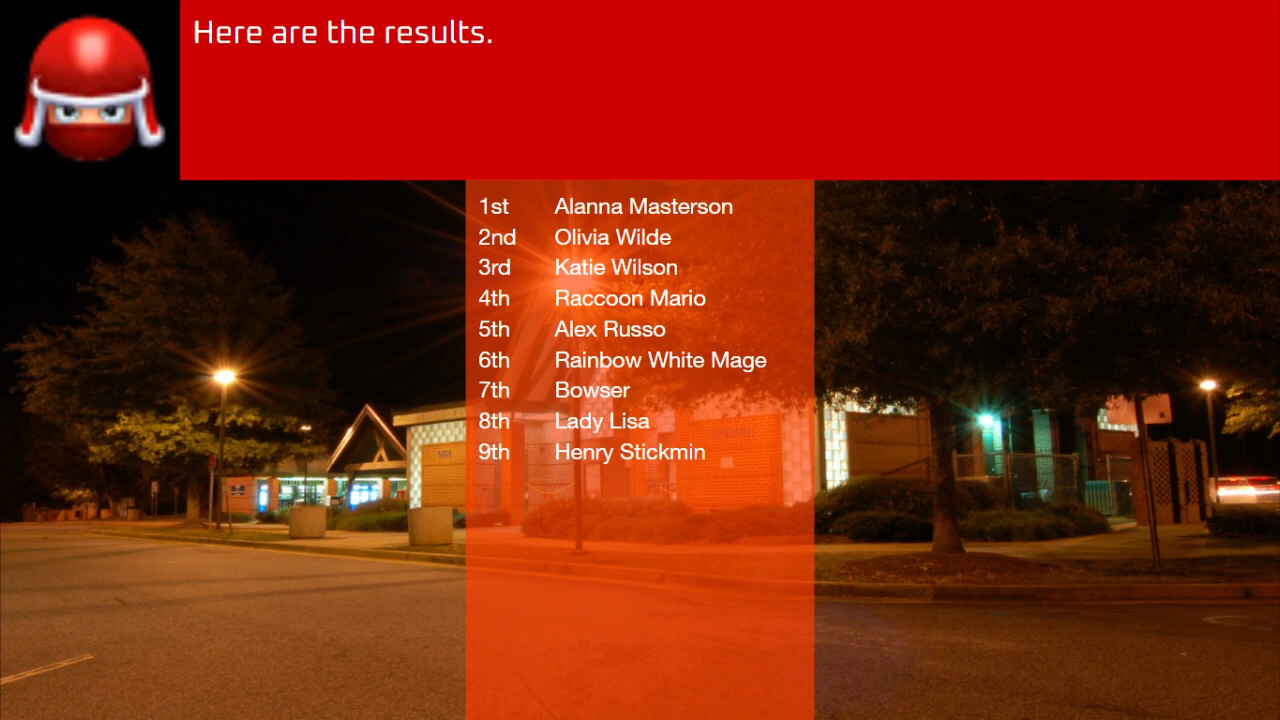 Here are the results.
1st Alanna Masterson
2nd Olivia Wilde
3rd Katie Wilson
4th Raccoon Mario
5th Alex Russo
6th Rainbow White Mage
7th Bowser
8th Lady Lisa
9th Henry Stickmin